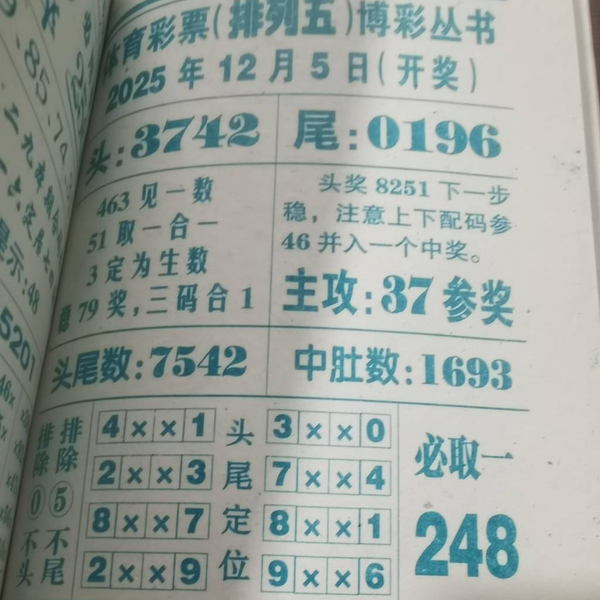 体育彩票(排列五)博彩丛书
2025年12月5日(开奖)
头:3742
尾:0196
463见一数
51取一合一
3定为生数
稳79奖,三码合1
头奖8251下一步
稳,注意上下配码参
46并入一个中奖。
主攻:37参奖
头尾数:7542
中肚数:1693
排除0不头
排除5不尾
4××1
2××3
8××7
2××9
头尾定位
3××0
7××4
8××1
9××6
必取一
248
示:48
5201